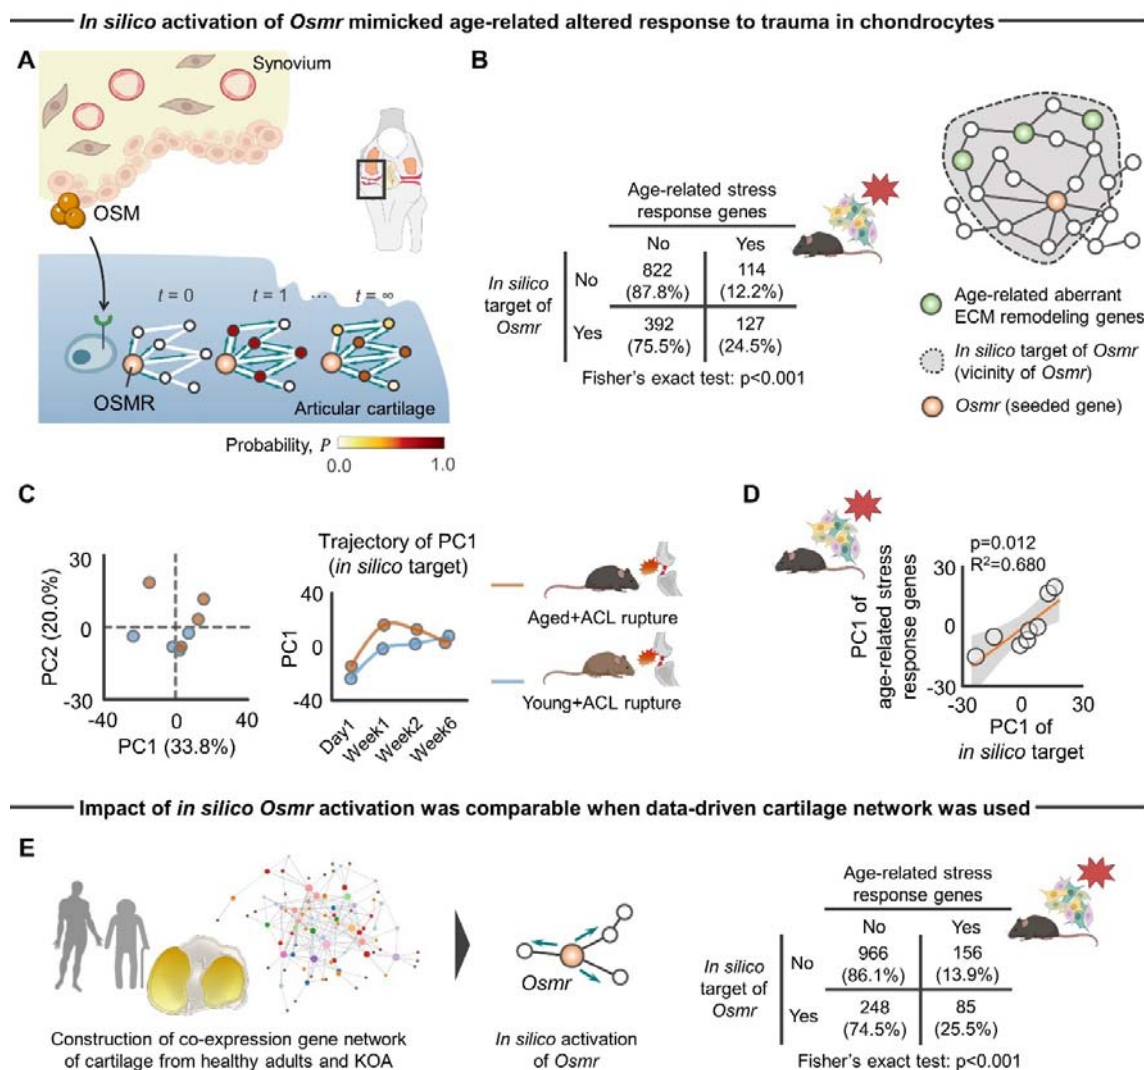 In silico activation of Osmr mimicked age-related altered response to trauma in chondrocytes
A
Synovium
OSM
t = 0
t = 1
...
t = ∞
OSMR
Articular cartilage
Probability, P
0.0
1.0
B
Age-related stress
response genes
No
Yes
In silico
target of
Osmr
No
822
(87.8%)
114
(12.2%)
Yes
392
(75.5%)
127
(24.5%)
Fisher's exact test: p<0.001
Age-related aberrant
ECM remodeling genes
In silico target of Osmr
(vicinity of Osmr)
Osmr (seeded gene)
C
PC2 (20.0%)
30
0
-30
-40
0
40
PC1 (33.8%)
Trajectory of PC1
(in silico target)
PC1
40
0
-40
Day1
Week1
Week2
Week6
Aged+ACL rupture
Young+ACL rupture
D
p=0.012
R²=0.680
PC1 of
age-related stress
response genes
30
0
-30
-30
0
30
PC1 of
in silico target
Impact of in silico Osmr activation was comparable when data-driven cartilage network was used
E
Construction of co-expression gene network
of cartilage from healthy adults and KOA
Osmr
In silico activation
of Osmr
Age-related stress
response genes
No
Yes
In silico
target of
Osmr
No
966
(86.1%)
156
(13.9%)
Yes
248
(74.5%)
85
(25.5%)
Fisher's exact test: p<0.001